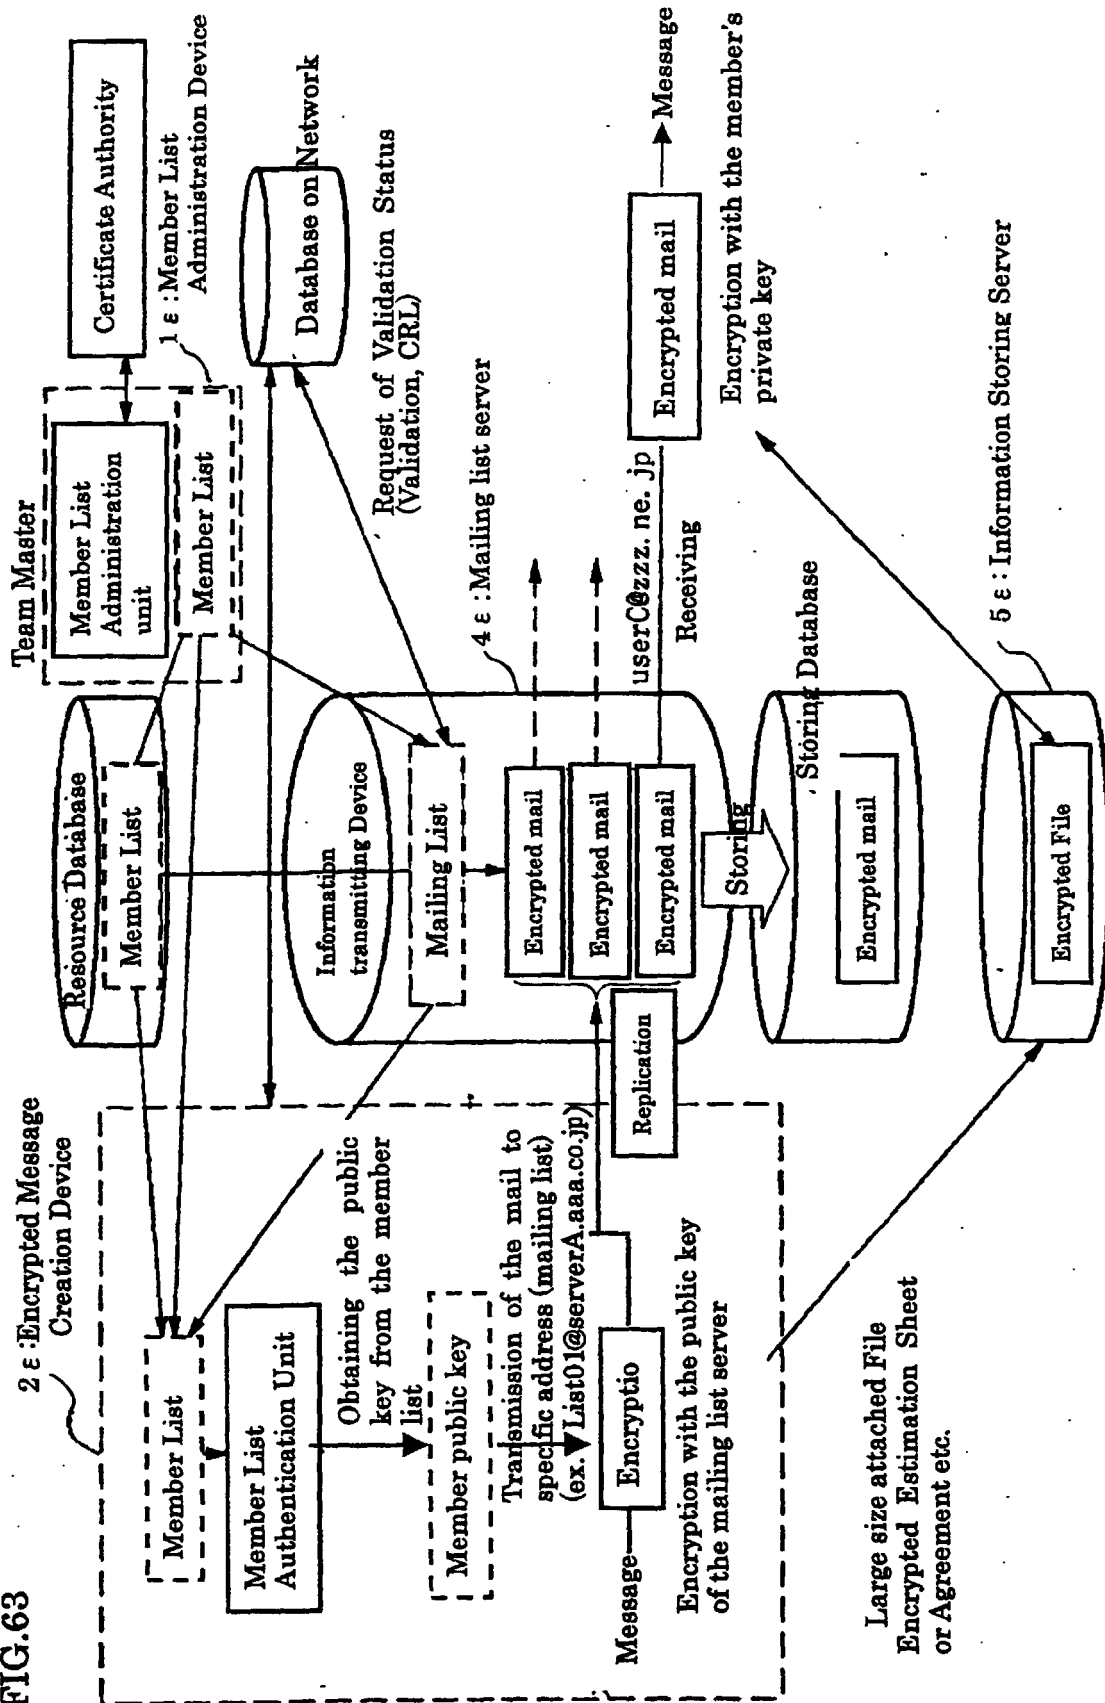 FIG.63
2 ε :Encrypted Message
Creation Device
Member List
Member List
Authentication Unit
Obtaining the public
key from the member
list
Member public key
Transmission of the mail to
specific address (mailing list)
(ex. List01@serverA.aaa.co.jp)
Message
Encryptio
Encryption with the public key
of the mailing list server
Replication
Large size attached File
Encrypted Estimation Sheet
or Agreement etc.
Resource Database
Member List
Information
transmitting Device
Mailing List
Encrypted mail
Encrypted mail
Encrypted mail
Storing
Storing Database
Encrypted mail
Encrypted File
Team Master
Member List
Administration
unit
Member List
Certificate Authority
1 ε :Member List
Administration Device
Database on Network
Request of Validation Status
(Validation, CRL)
4 ε :Mailing list server
userC@zzz. ne. jp
Receiving
Encrypted mail
Message
Encryption with the member's
private key
5 ε : Information Storing Server